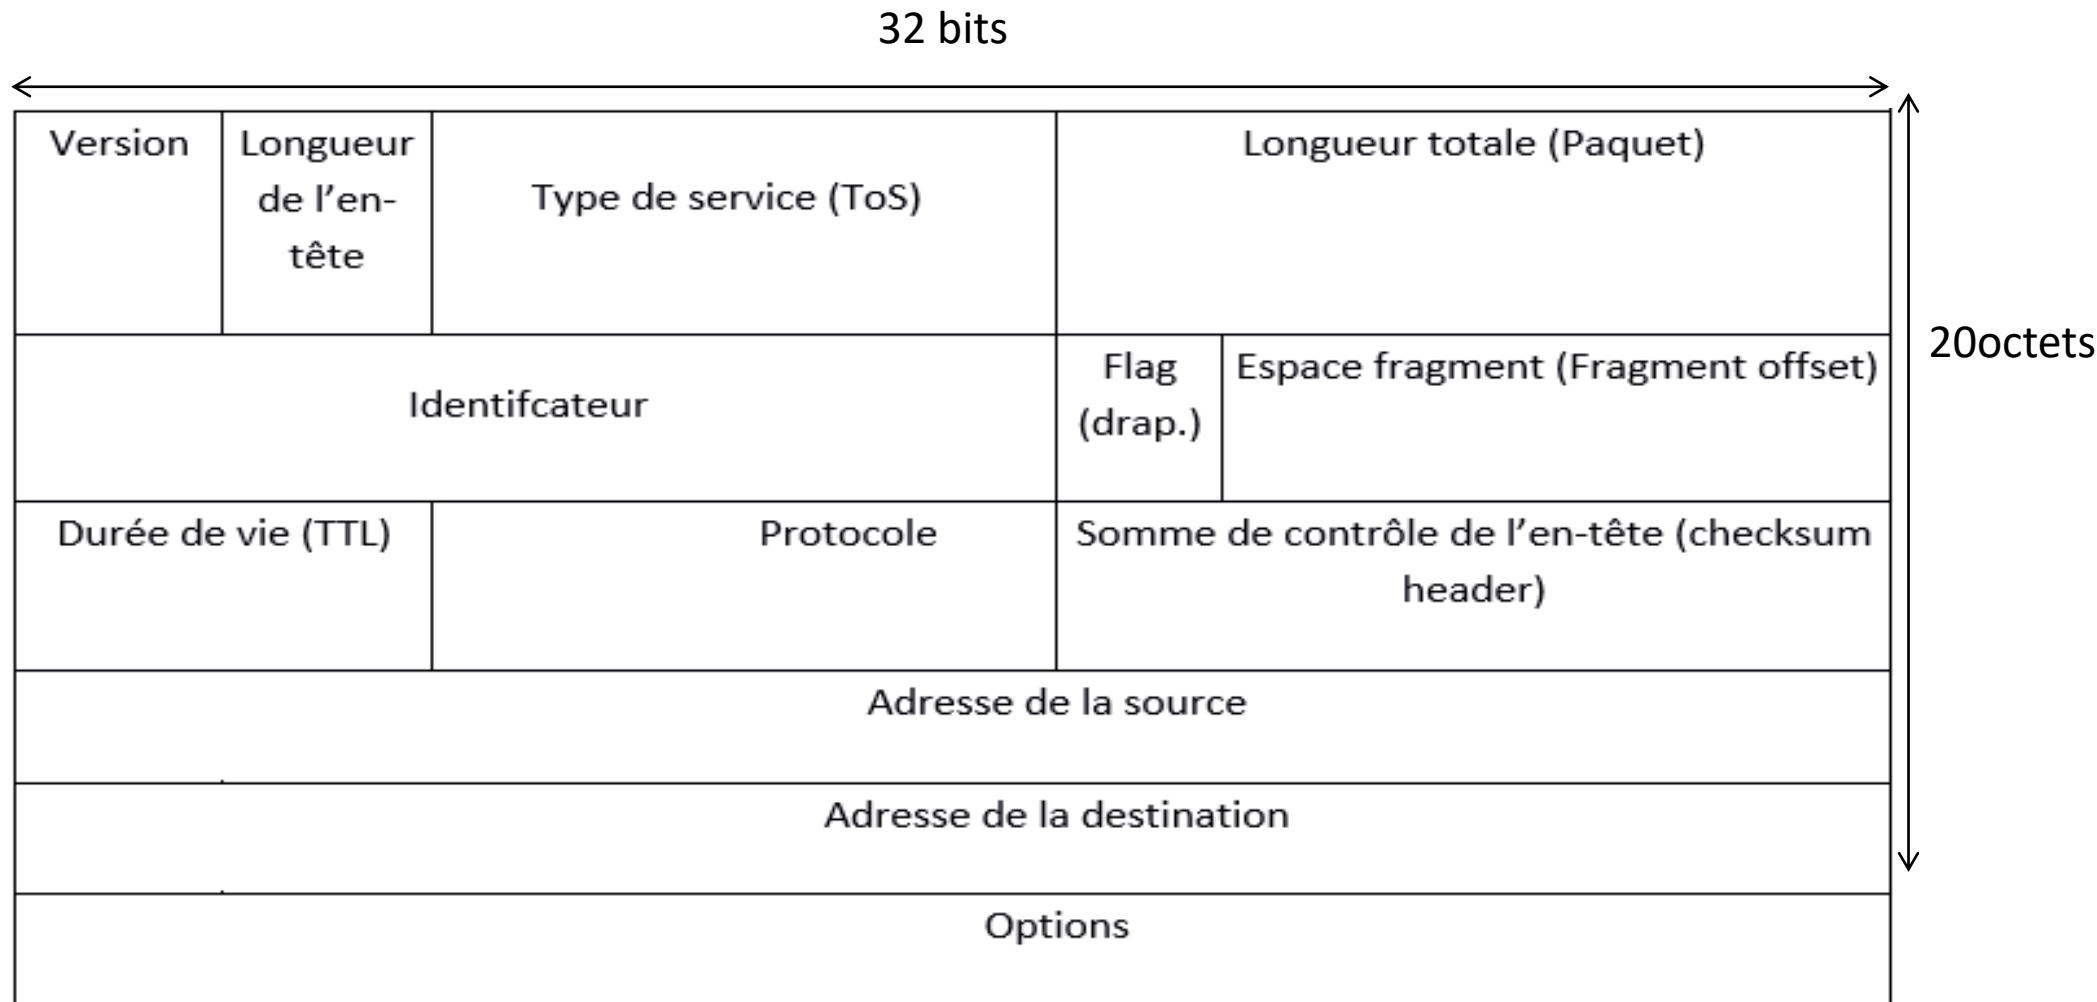 32 bits
Version
Longueur
de l'en-
tête
Type de service (ToS)
Longueur totale (Paquet)
20octets
Identifcateur
Flag
(drap.)
Espace fragment (Fragment offset)
Durée de vie (TTL)
Protocole
Somme de contrôle de l'en-tête (checksum
header)
Adresse de la source
Adresse de la destination
Options